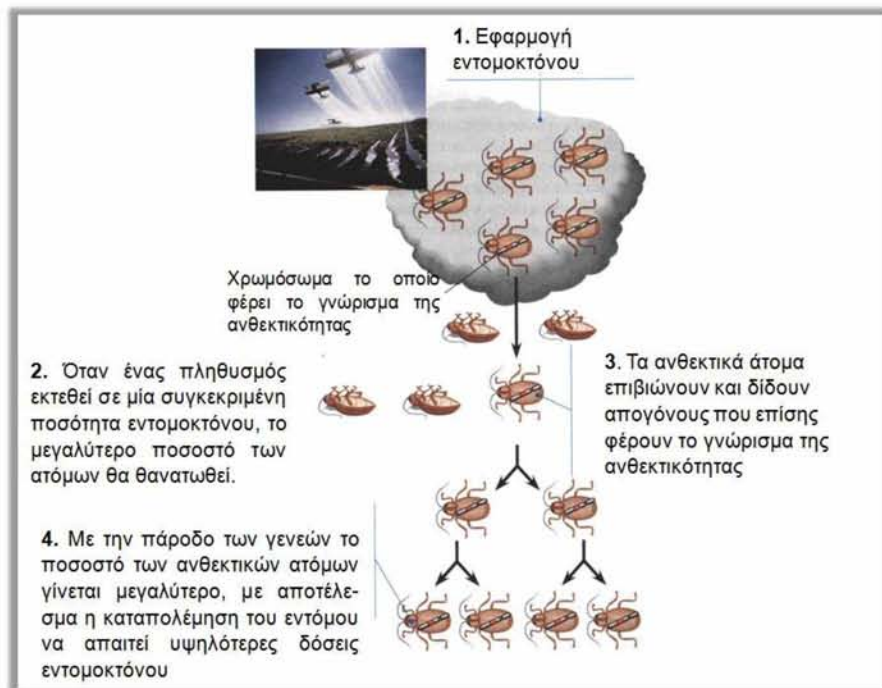 1. Εφαρμογή
εντομοκτόνου
Χρωμόσωμα το οποίο
φέρει το γνώρισμα της
ανθεκτικότητας
2. Όταν ένας πληθυσμός
εκτεθεί σε μία συγκεκριμένη
ποσότητα εντομοκτόνου, το
μεγαλύτερο ποσοστό των
ατόμων θα θανατωθεί.
3. Τα ανθεκτικά άτομα
επιβιώνουν και δίδουν
απογόνους που επίσης
φέρουν το γνώρισμα της
ανθεκτικότητας
4. Με την πάροδο των γενεών το
ποσοστό των ανθεκτικών ατόμων
γίνεται μεγαλύτερο, με αποτέλε-
σμα η καταπολέμηση του εντόμου
να απαιτεί υψηλότερες δόσεις
εντομοκτόνου